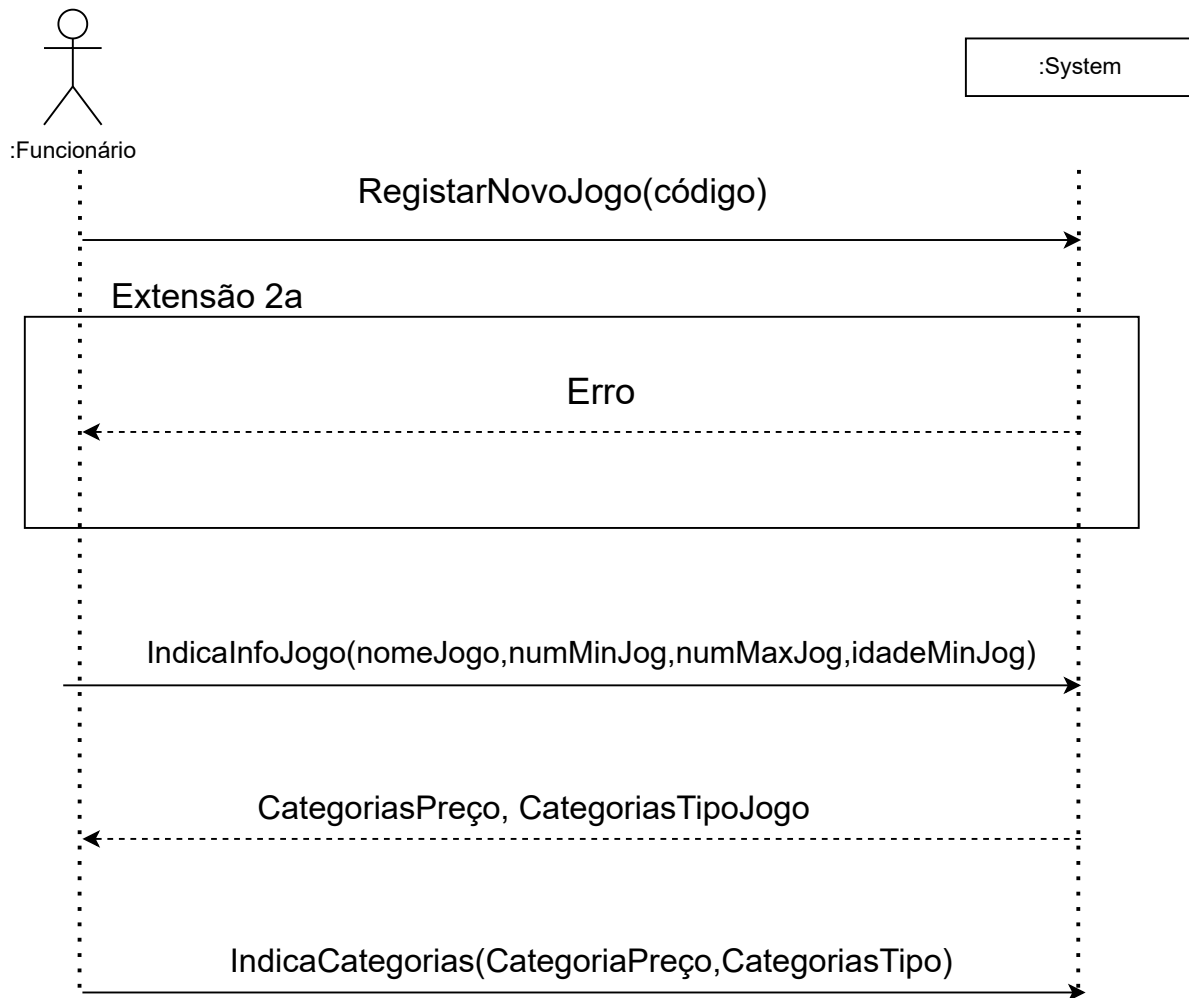 :System
:Funcionário
RegistarNovoJogo(código)
Extensão 2a
Erro
IndicaInfoJogo(nomeJogo,numMinJog,numMaxJog,idadeMinJog)
CategoriasPreço, CategoriasTipoJogo
IndicaCategorias(CategoriaPreço,CategoriasTipo)